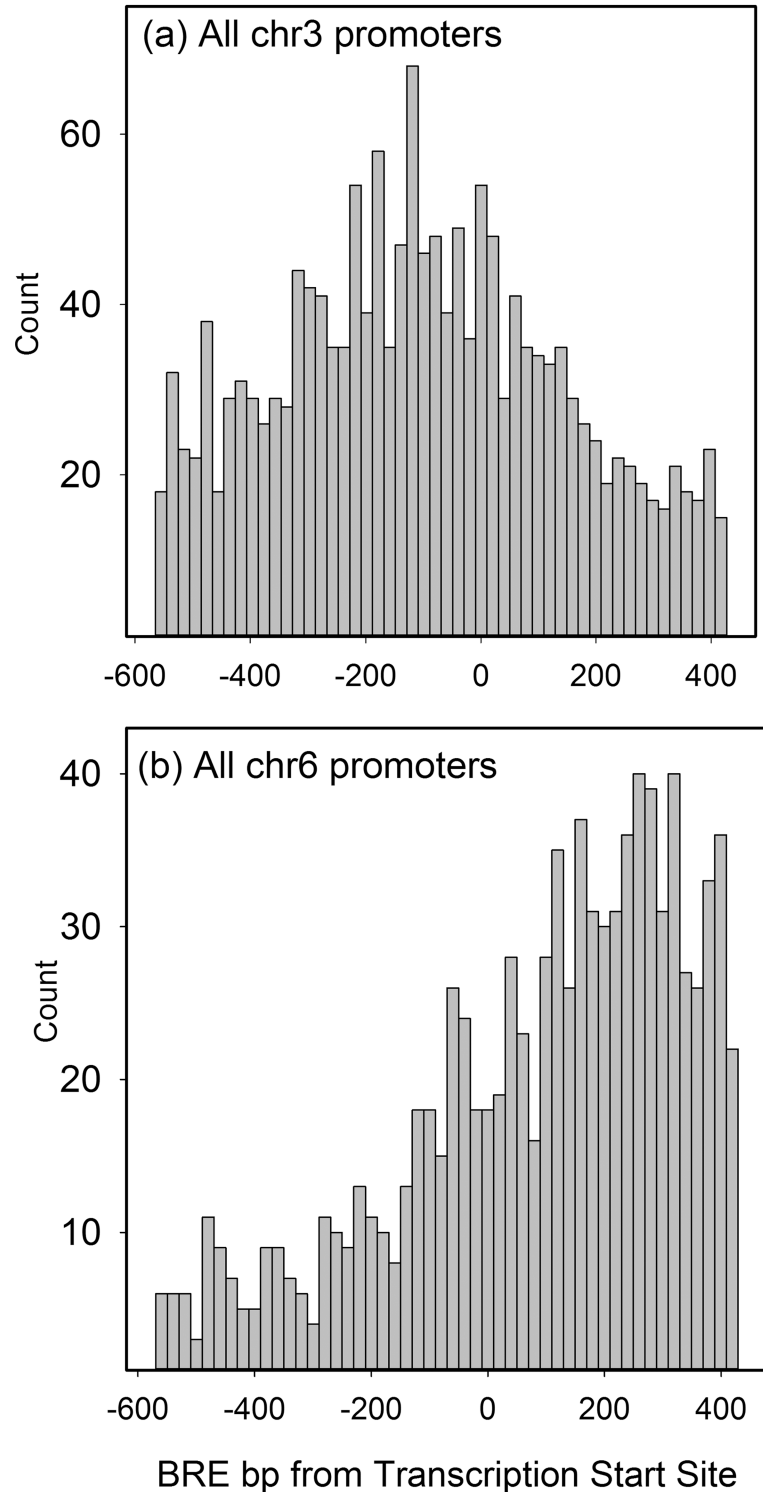 (a) All chr3 promoters
60
40
20
Count
-600 -400 -200 0 200 400
(b) All chr6 promoters
40
30
20
10
Count
-600 -400 -200 0 200 400
BRE bp from Transcription Start Site